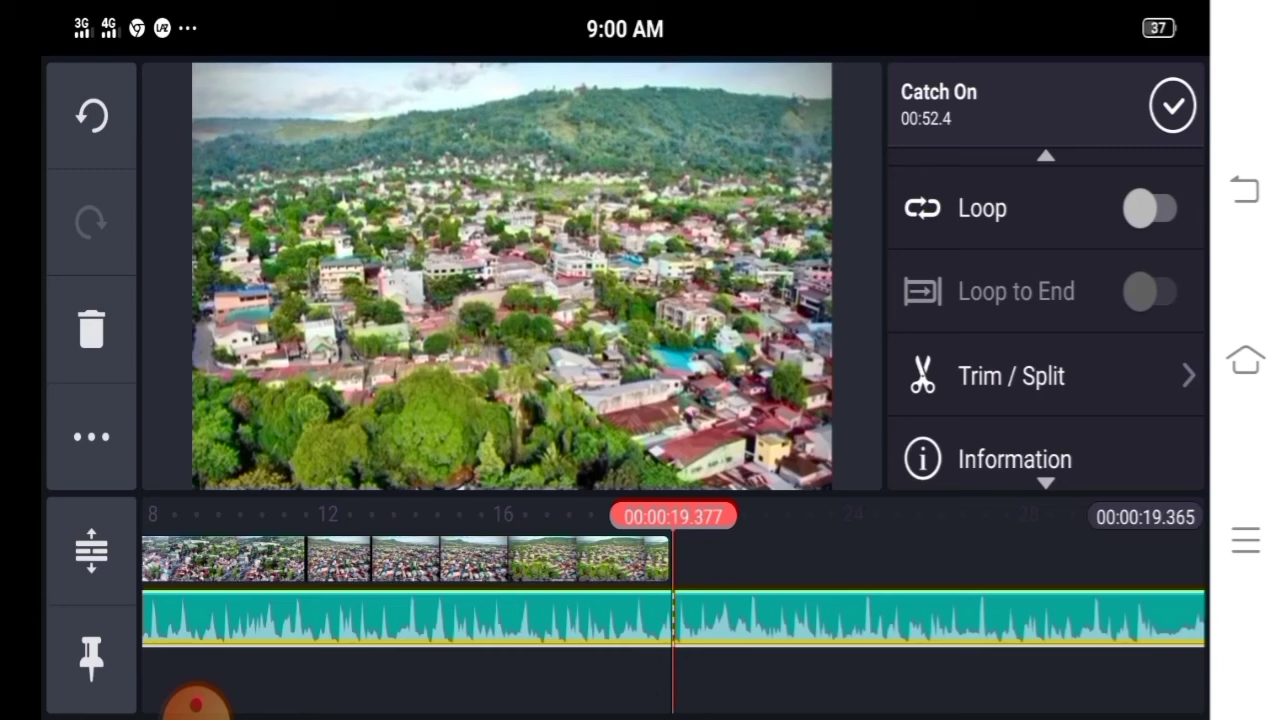 3G 4G LAZ
9:00 AM
37
Catch On
00:52.4
Loop
Loop to End
Trim / Split
Information
8 12 16 00:00:19.377 24 28 00:00:19.365